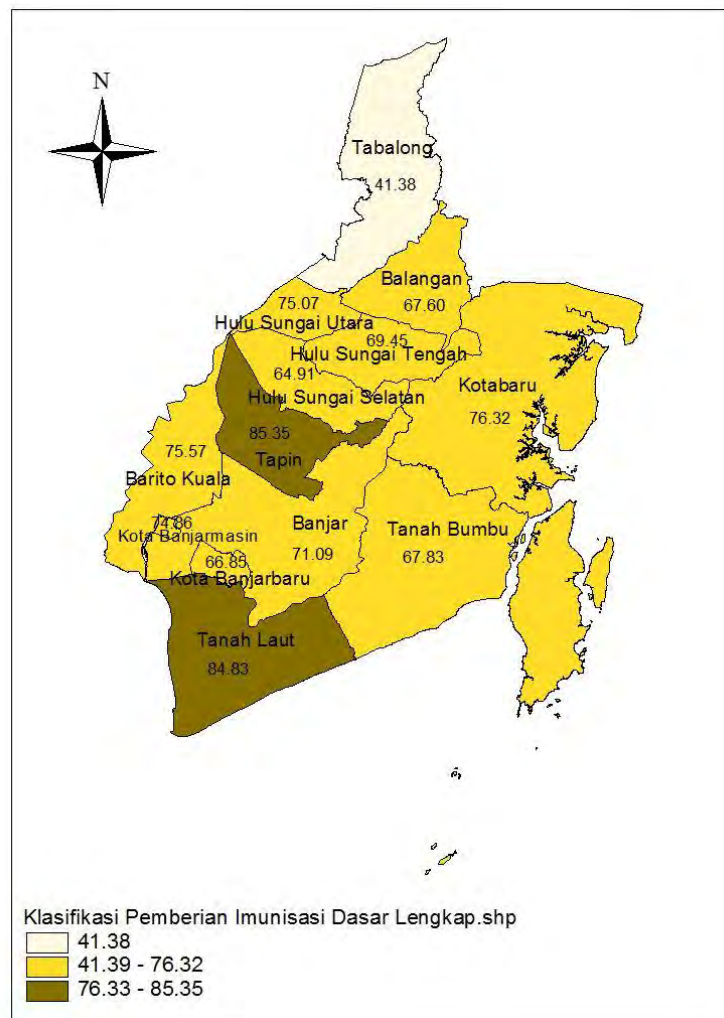 N
Tabalong
41.38
Balangan
67.60
75.07
Hulu Sungai Utara
69.45
Hulu Sungai Tengah
64.91
Hulu Sungai Selatan
Kotabaru
76.32
85.35
Tapin
75.57
Barito Kuala
74.86
Kota Banjarmasin
Banjar
71.09
Tanah Bumbu
67.83
66.85
Kota Banjarbaru
Tanah Laut
84.83
Klasifikasi Pemberian Imunisasi Dasar Lengkap.shp
41.38
41.39 - 76.32
76.33 - 85.35